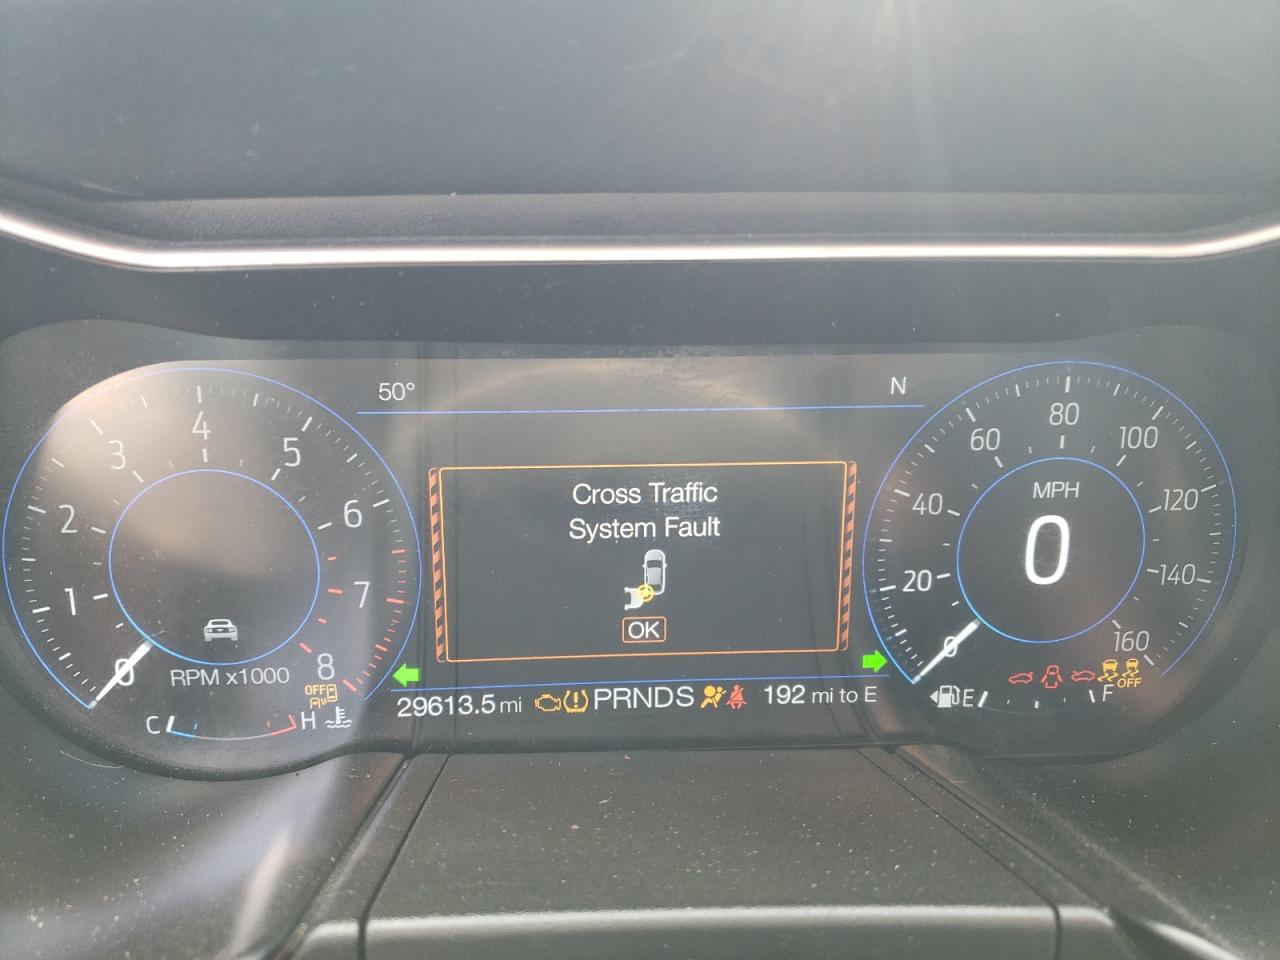 50°
N
Cross Traffic
System Fault
OK
0
1
2
3
4
5
6
7
8
RPM x1000
OFF
C
H
29613.5 mi
PRNDS
192 mi to E
MPH
0
0
20
40
60
80
100
120
140
160
OFF
E
F